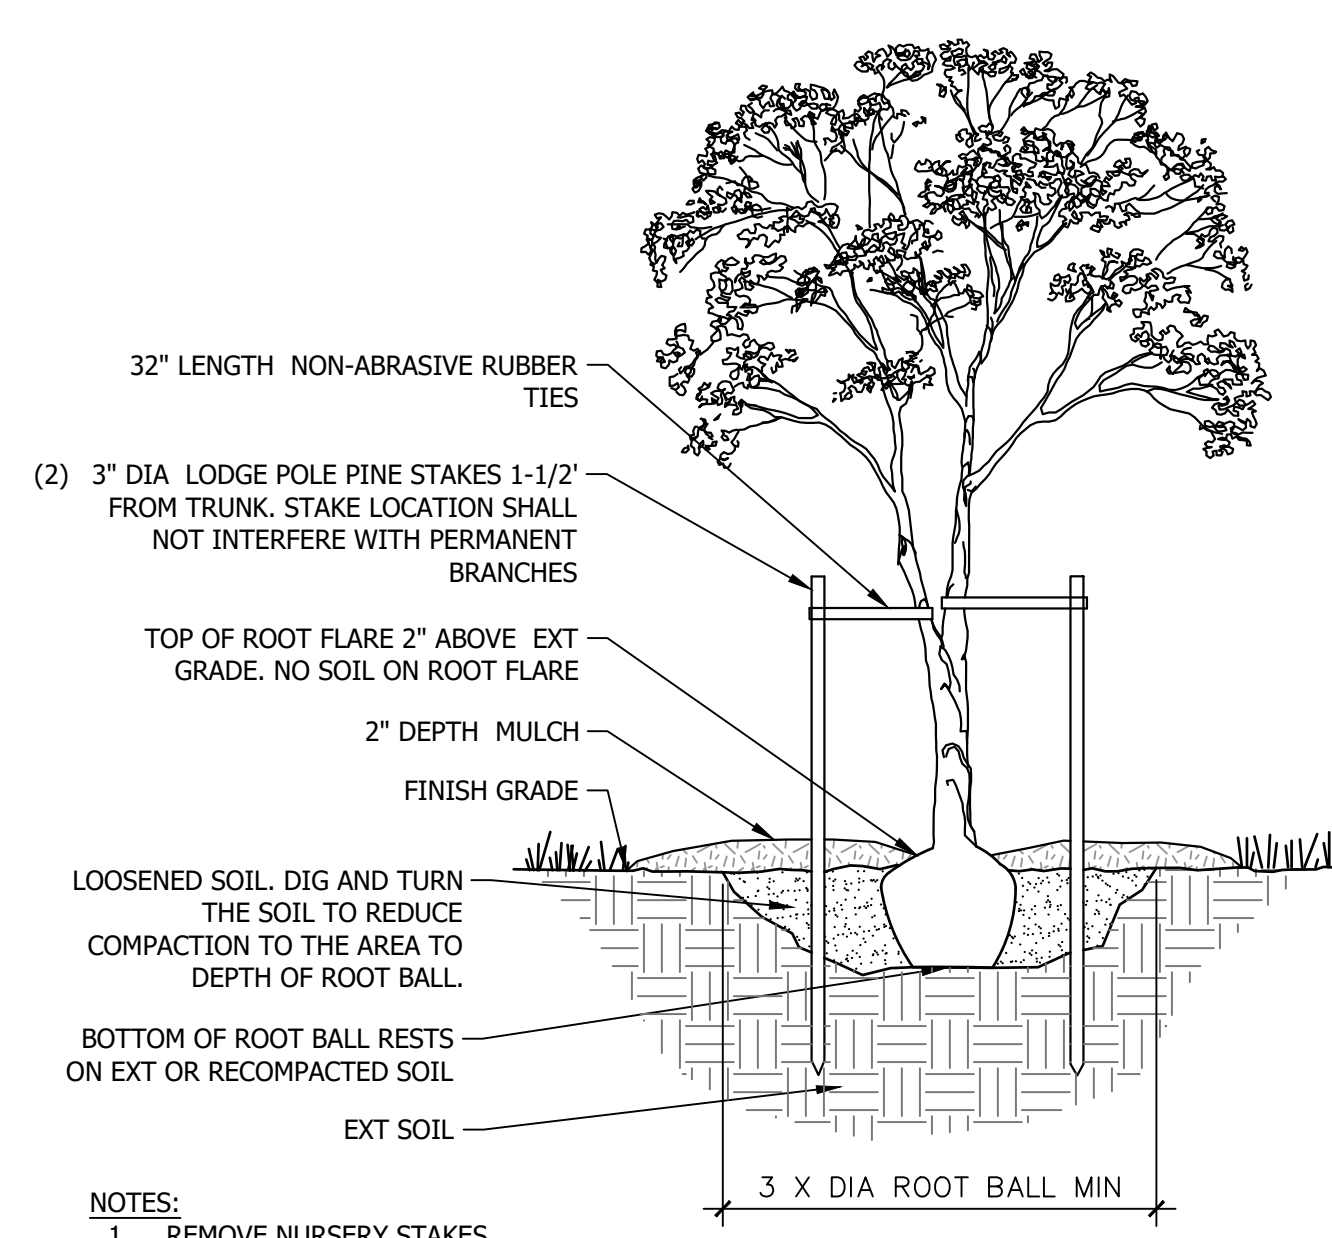 32" LENGTH NON-ABRASIVE RUBBER
TIES
(2) 3" DIA LODGE POLE PINE STAKES 1-1/2'
FROM TRUNK. STAKE LOCATION SHALL
NOT INTERFERE WITH PERMANENT
BRANCHES
TOP OF ROOT FLARE 2" ABOVE EXT
GRADE. NO SOIL ON ROOT FLARE
2" DEPTH MULCH
FINISH GRADE
LOOSENED SOIL. DIG AND TURN
THE SOIL TO REDUCE
COMPACTION TO THE AREA TO
DEPTH OF ROOT BALL.
BOTTOM OF ROOT BALL RESTS
ON EXT OR RECOMPACTED SOIL
EXT SOIL
3 X DIA ROOT BALL MIN
NOTES:
1. REMOVE NURSERY STAKES